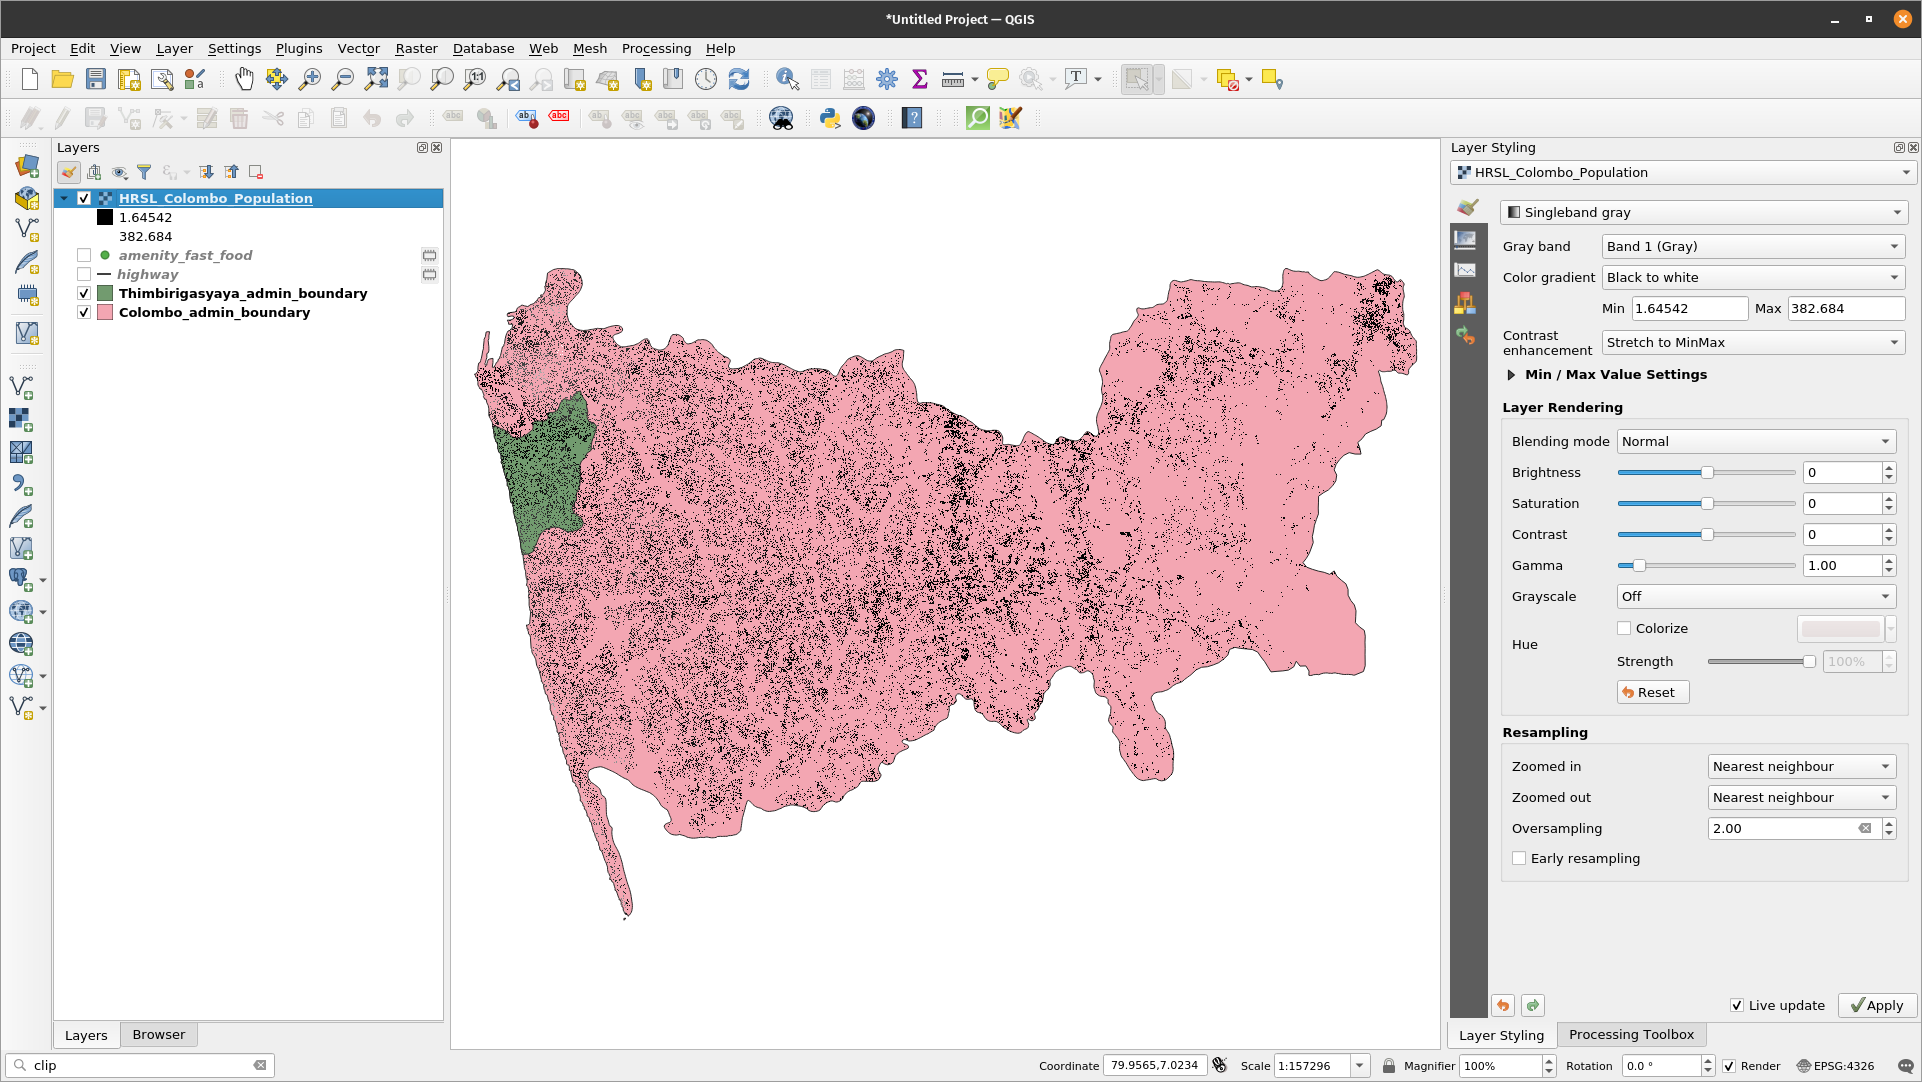 *Untitled Project — QGIS
Project Edit View Layer Settings Plugins Vector Raster Database Web Mesh Processing Help
Layers
HRSL_Colombo_Population
1.64542
382.684
amenity_fast_food
highway
Thimbirigasyaya_admin_boundary
Colombo_admin_boundary
Layers Browser
clip
Layer Styling
HRSL_Colombo_Population
Singleband gray
Gray band Band 1 (Gray)
Color gradient Black to white
Min 1.64542 Max 382.684
Contrast
enhancement Stretch to MinMax
Min / Max Value Settings
Layer Rendering
Blending mode Normal
Brightness 0
Saturation 0
Contrast 0
Gamma 1.00
Grayscale Off
Hue Colorize
Strength 100%
Reset
Resampling
Zoomed in Nearest neighbour
Zoomed out Nearest neighbour
Oversampling 2.00
Early resampling
Live update Apply
Layer Styling Processing Toolbox
Coordinate 79.9565,7.0234 Scale 1:157296 Magnifier 100% Rotation 0.0 ° Render EPSG:4326